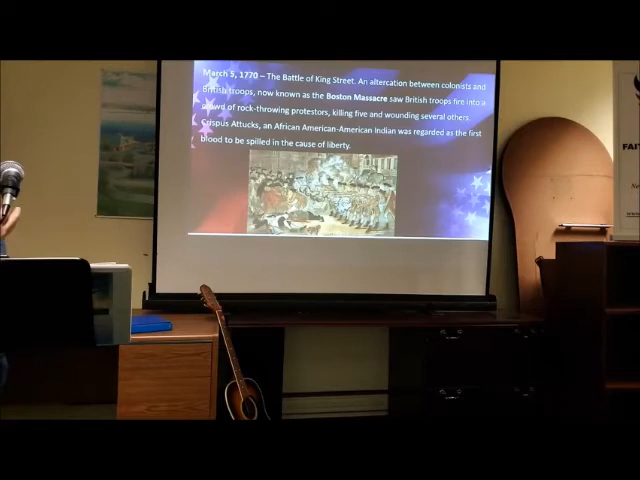 March 5, 1770 – The Battle of King Street. An altercation between colonists and
British troops, now known as the Boston Massacre saw British troops fire into a
crowd of rock-throwing protestors, killing five and wounding several others
Crispus Attucks, an African American-American Indian was regarded as the first
blood to be spilled in the cause of liberty.